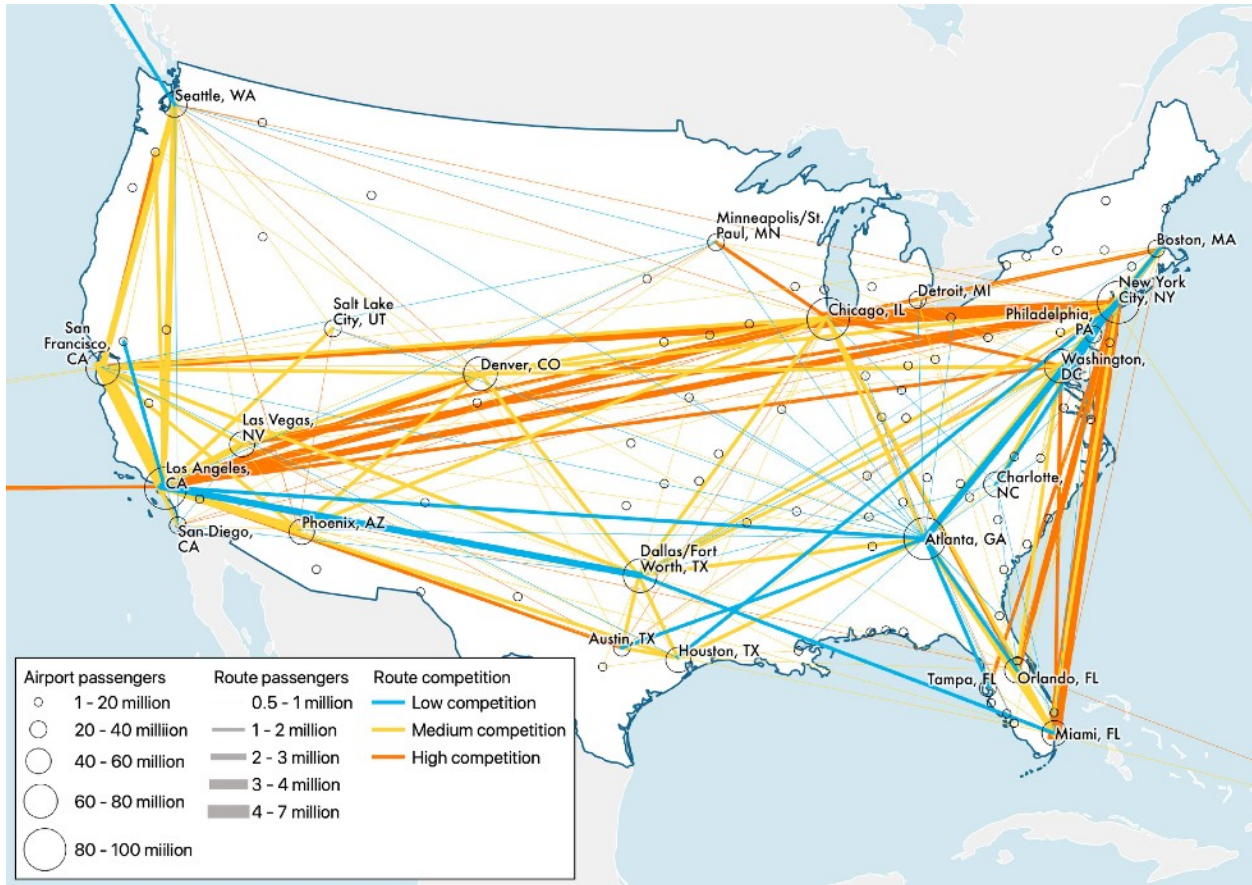 Seattle, WA
Minneapolis/St.
Paul, MN
Boston, MA
New York
City, NY
Detroit, MI
Salt Lake
City, UT
Chicago, IL
Philadelphia,
PA
San
Francisco,
CA
Denver, CO
Washington,
DC
Las Vegas,
NV
Los Angeles,
CA
Charlotte,
NC
San Diego,
CA
Phoenix, AZ
Atlanta, GA
Dallas/Fort
Worth, TX
Austin, TX
Houston, TX
Tampa, FL
Orlando, FL
Miami, FL
Airport passengers
1 - 20 million
20 - 40 milliion
40 - 60 million
60 - 80 million
80 - 100 miilion
Route passengers
0.5 - 1 million
1 - 2 million
2 - 3 million
3 - 4 million
4 - 7 million
Route competition
Low competition
Medium competition
High competition